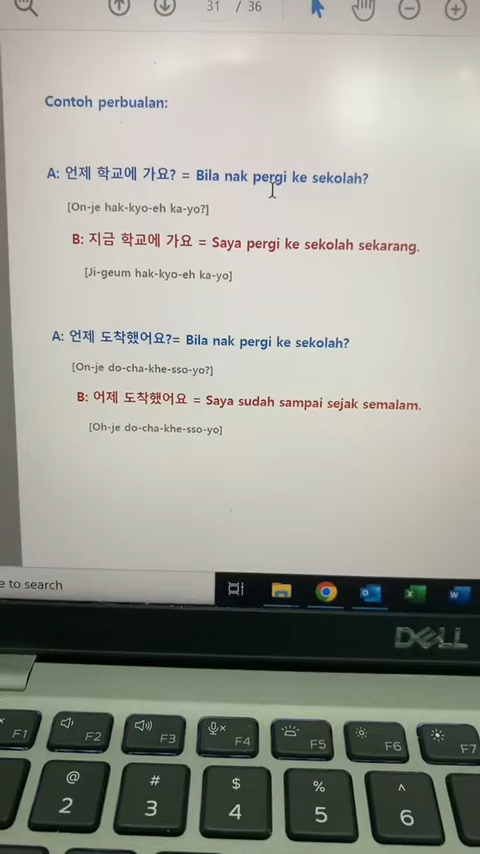 31 / 36
Contoh perbualan:
A: 언제 학교에 가요? = Bila nak pergi ke sekolah?
[On-je hak-kyo-eh ka-yo?]
B: 지금 학교에 가요 = Saya pergi ke sekolah sekarang.
[Ji-geum hak-kyo-eh ka-yo]
A: 언제 도착했어요?= Bila nak pergi ke sekolah?
[On-je do-cha-khe-sso-yo?]
B: 어제 도착했어요 = Saya sudah sampai sejak semalam.
[Oh-je do-cha-khe-sso-yo]
e to search
DELL
F1 F2 F3 F4 F5 F6 F7
@ # $ % ^
2 3 4 5 6